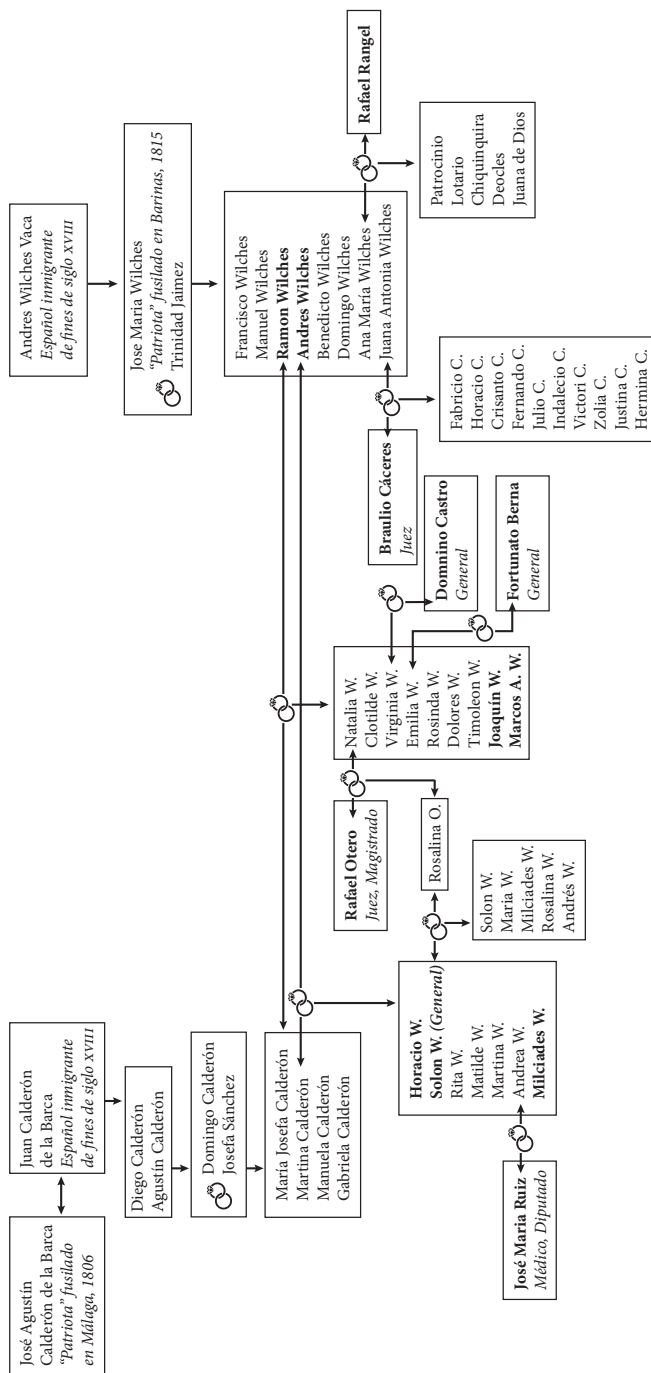 José Agustín
Calderón de la Barca
"Patriota" fusilado
en Málaga, 1806
Juan Calderón
de la Barca
Español inmigrante
de fines de siglo XVIII
Andres Wilches Vaca
Español inmigrante
de fines de siglo XVIII
Diego Calderón
Agustín Calderón
Jose Maria Wilches
"Patriota" fusilado en Barinas, 1815
Trinidad Jaimez
Domingo Calderón
Josefa Sánchez
María Josefa Calderón
Martina Calderón
Manuela Calderón
Gabriela Calderón
Francisco Wilches
Manuel Wilches
Ramon Wilches
Andres Wilches
Benedicto Wilches
Domingo Wilches
Ana María Wilches
Juana Antonia Wilches
Rafael Rangel
Patrocinio
Lotario
Chiquinquira
Deocles
Juana de Dios
Rafael Otero
Juez, Magistrado
Natalia W.
Clotilde W.
Virginia W.
Emilia W.
Rosinda W.
Dolores W.
Timoleon W.
Joaquín W.
Marcos A. W.
Braulio Cáceres
Juez
Domnino Castro
General
Fortunato Berna
General
Fabricio C.
Horacio C.
Crisanto C.
Fernando C.
Julio C.
Indalecio C.
Victori C.
Zolia C.
Justina C.
Hermina C.
Rosalina O.
Horacio W.
Solon W. (General)
Rita W.
Matilde W.
Martina W.
Andrea W.
Milciades W.
Solon W.
Maria W.
Milciades W.
Rosalina W.
Andrés W.
José Maria Ruiz
Médico, Diputado